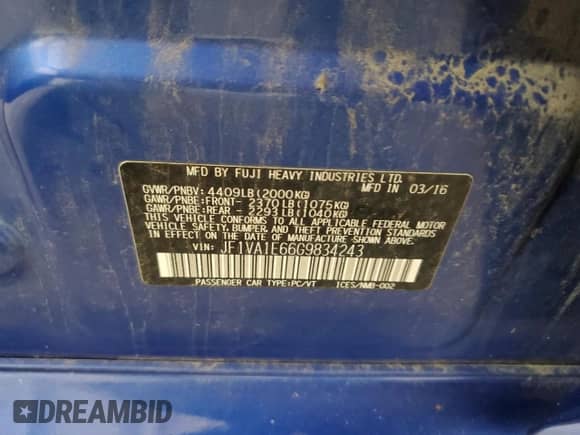 MFD BY FUJI HEAVY INDUSTRIES LTD.
GVWR/PNBV: 4409LB(2000KG) MFD IN 03/16
GAWR/PNBE:FRONT- 2370LB(1075KG)
GAWR/PNBE:REAR - 2293LB(1040KG)
THIS VEHICLE CONFORMS TO ALL APPLICABLE FEDERAL MOTOR
VEHICLE SAFETY, BUMPER, AND THEFT PREVENTION STANDARDS
IN EFFECT ON THE DATE OF MANUFACTURE SHOWN ABOVE.
VIN: JF1VA1E66G9834243
PASSENGER CAR TYPE:PC/VT ICES/NMB-002
DREAMBID